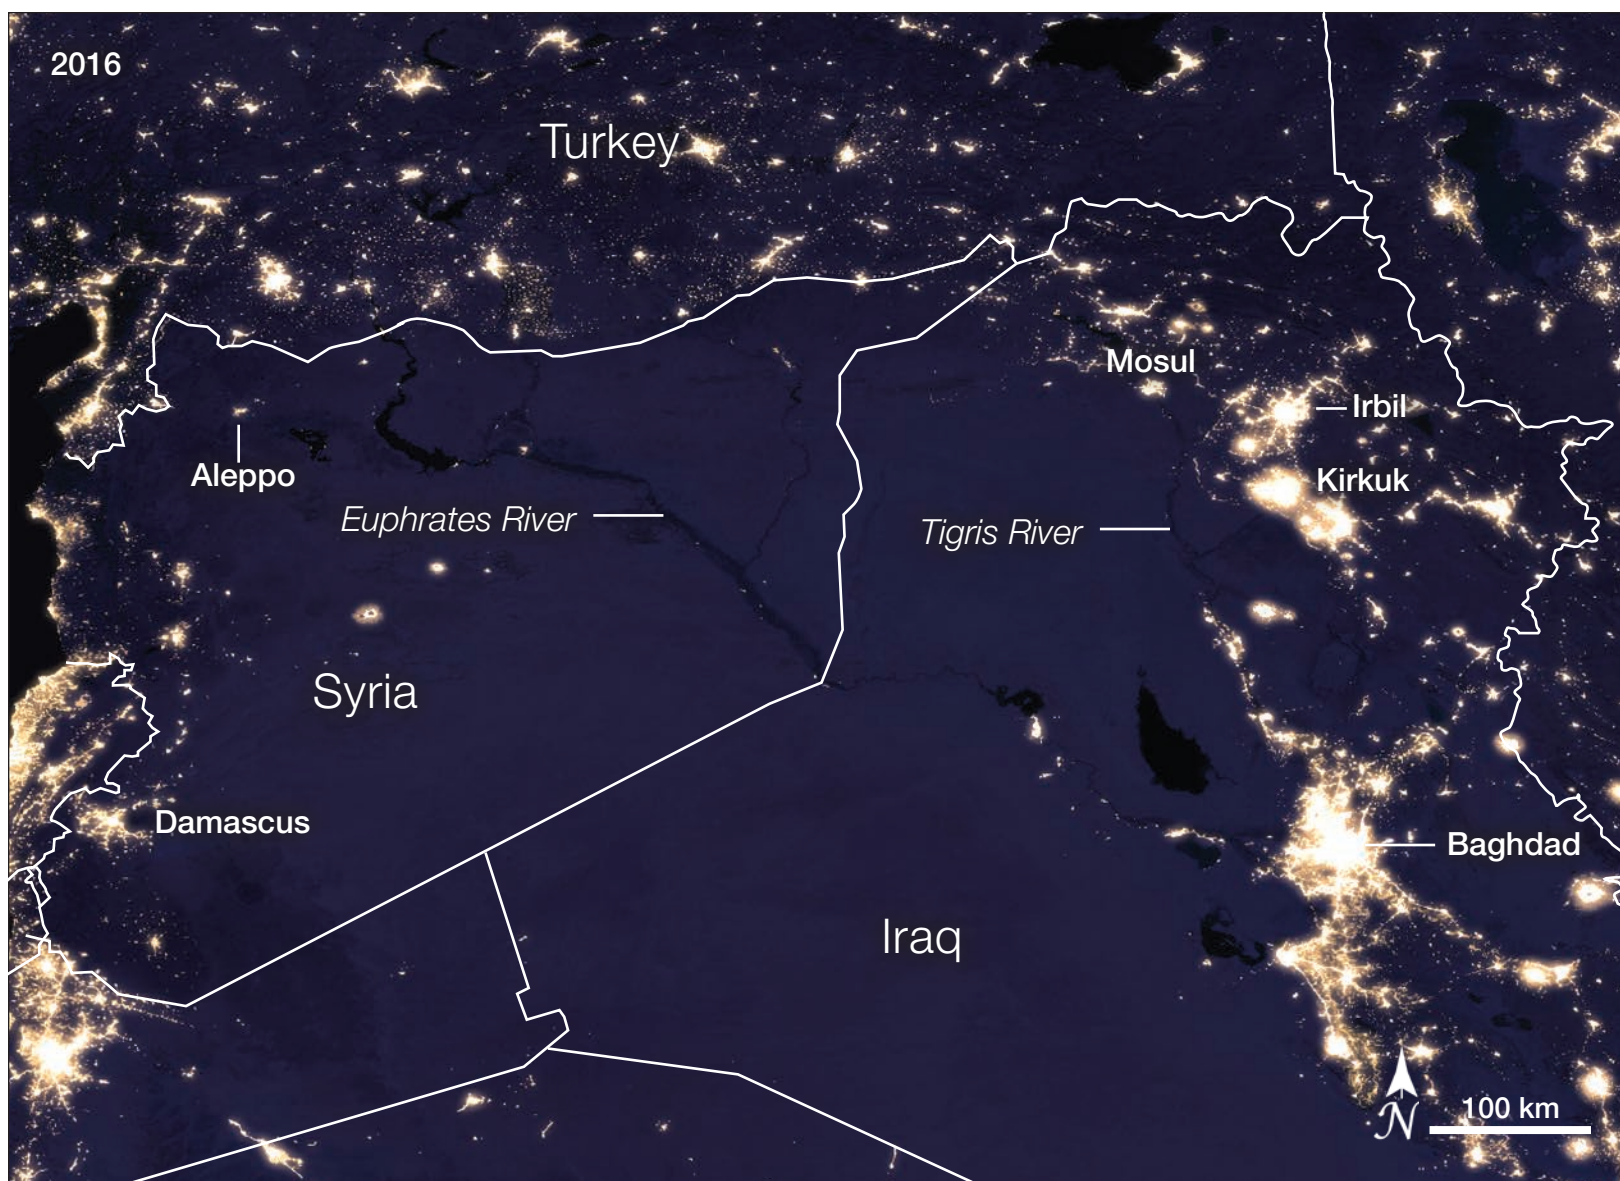 2016
Turkey
Mosul
Irbil
Aleppo
Kirkuk
Euphrates River
Tigris River
Syria
Damascus
Baghdad
Iraq
N
100 km